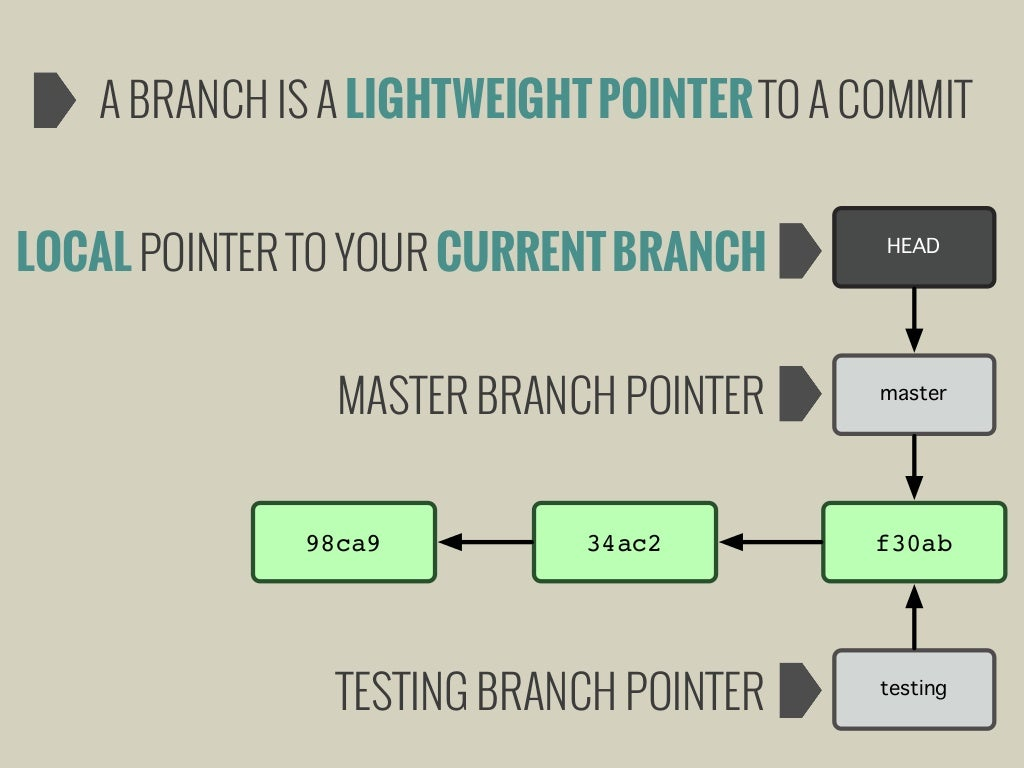 A BRANCH IS A LIGHTWEIGHT POINTER TO A COMMIT
LOCAL POINTER TO YOUR CURRENT BRANCH
HEAD
MASTER BRANCH POINTER
master
98ca9
34ac2
f30ab
TESTING BRANCH POINTER
testing